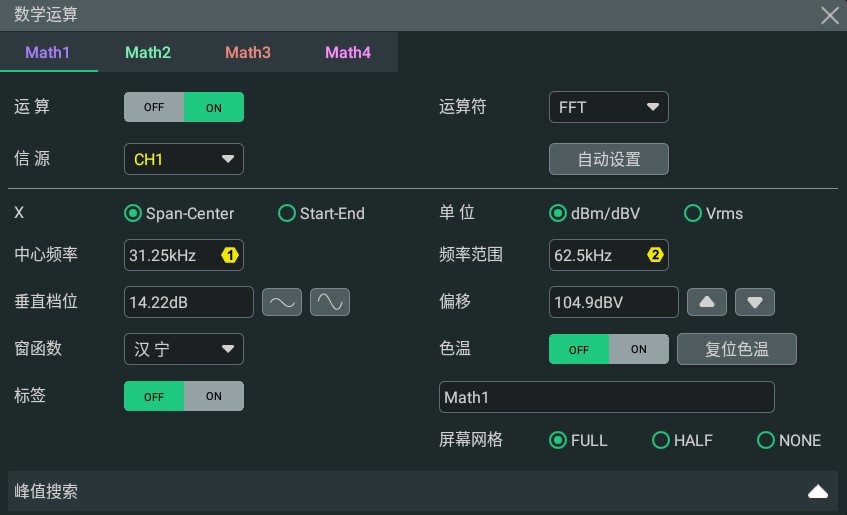 数学运算
Math1 Math2 Math3 Math4
运 算 OFF ON 运算符 FFT
信 源 CH1 自动设置
X Span-Center Start-End 单 位 dBm/dBV Vrms
中心频率 31.25kHz 1 频率范围 62.5kHz 2
垂直档位 14.22dB 偏移 104.9dBV
窗函数 汉 宁 色温 OFF ON 复位色温
标签 OFF ON Math1
屏幕网格 FULL HALF NONE
峰值搜索